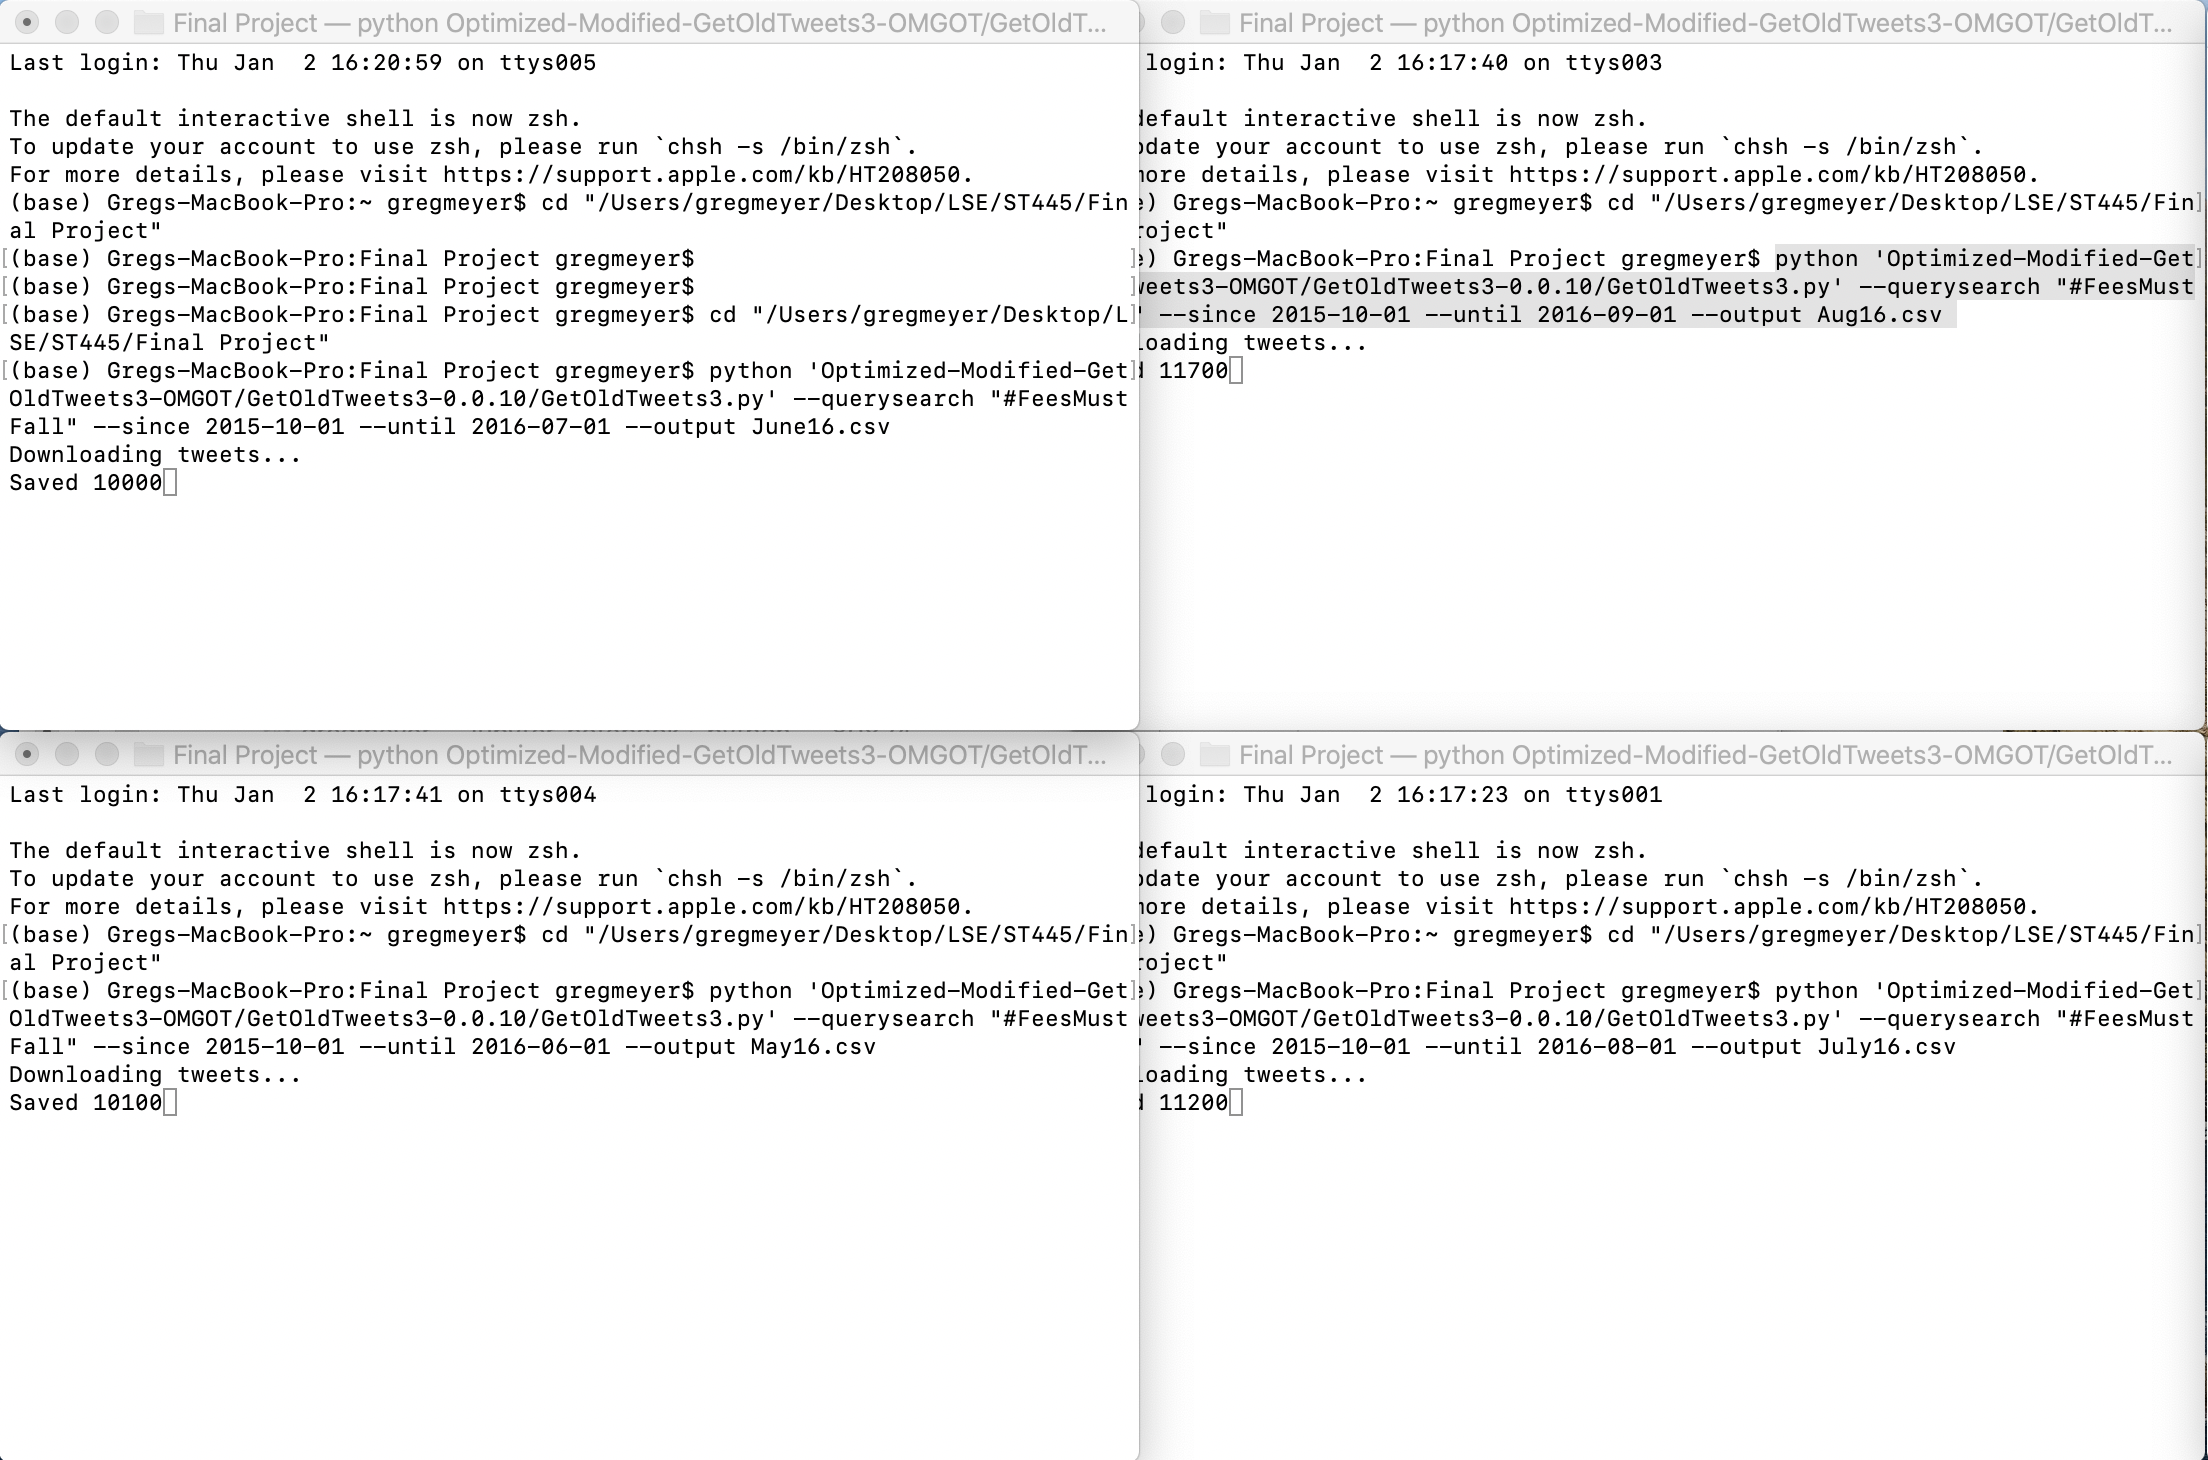 Final Project — python Optimized-Modified-GetOldTweets3-OMGOT/GetOldT...
Last login: Thu Jan  2 16:20:59 on ttys005
The default interactive shell is now zsh.
To update your account to use zsh, please run `chsh -s /bin/zsh`.
For more details, please visit https://support.apple.com/kb/HT208050.
(base) Gregs-MacBook-Pro:~ gregmeyer$ cd "/Users/gregmeyer/Desktop/LSE/ST445/Fin
al Project"
[(base) Gregs-MacBook-Pro:Final Project gregmeyer$ ]
[(base) Gregs-MacBook-Pro:Final Project gregmeyer$ ]
[(base) Gregs-MacBook-Pro:Final Project gregmeyer$ cd "/Users/gregmeyer/Desktop/L]
SE/ST445/Final Project"
[(base) Gregs-MacBook-Pro:Final Project gregmeyer$ python 'Optimized-Modified-Get]
OldTweets3-OMGOT/GetOldTweets3-0.0.10/GetOldTweets3.py' --querysearch "#FeesMust
Fall" --since 2015-10-01 --until 2016-07-01 --output June16.csv
Downloading tweets...
Saved 10000
Final Project — python Optimized-Modified-GetOldTweets3-OMGOT/GetOldT...
login: Thu Jan  2 16:17:40 on ttys003
default interactive shell is now zsh.
pdate your account to use zsh, please run `chsh -s /bin/zsh`.
more details, please visit https://support.apple.com/kb/HT208050.
e) Gregs-MacBook-Pro:~ gregmeyer$ cd "/Users/gregmeyer/Desktop/LSE/ST445/Fin]
roject"
e) Gregs-MacBook-Pro:Final Project gregmeyer$ python 'Optimized-Modified-Get]
weets3-OMGOT/GetOldTweets3-0.0.10/GetOldTweets3.py' --querysearch "#FeesMust
" --since 2015-10-01 --until 2016-09-01 --output Aug16.csv
loading tweets...
d 11700
Final Project — python Optimized-Modified-GetOldTweets3-OMGOT/GetOldT...
Last login: Thu Jan  2 16:17:41 on ttys004
The default interactive shell is now zsh.
To update your account to use zsh, please run `chsh -s /bin/zsh`.
For more details, please visit https://support.apple.com/kb/HT208050.
[(base) Gregs-MacBook-Pro:~ gregmeyer$ cd "/Users/gregmeyer/Desktop/LSE/ST445/Fin]
al Project"
[(base) Gregs-MacBook-Pro:Final Project gregmeyer$ python 'Optimized-Modified-Get]
OldTweets3-OMGOT/GetOldTweets3-0.0.10/GetOldTweets3.py' --querysearch "#FeesMust
Fall" --since 2015-10-01 --until 2016-06-01 --output May16.csv
Downloading tweets...
Saved 10100
Final Project — python Optimized-Modified-GetOldTweets3-OMGOT/GetOldT...
login: Thu Jan  2 16:17:23 on ttys001
default interactive shell is now zsh.
pdate your account to use zsh, please run `chsh -s /bin/zsh`.
more details, please visit https://support.apple.com/kb/HT208050.
e) Gregs-MacBook-Pro:~ gregmeyer$ cd "/Users/gregmeyer/Desktop/LSE/ST445/Fin]
roject"
e) Gregs-MacBook-Pro:Final Project gregmeyer$ python 'Optimized-Modified-Get]
weets3-OMGOT/GetOldTweets3-0.0.10/GetOldTweets3.py' --querysearch "#FeesMust
" --since 2015-10-01 --until 2016-08-01 --output July16.csv
loading tweets...
d 11200